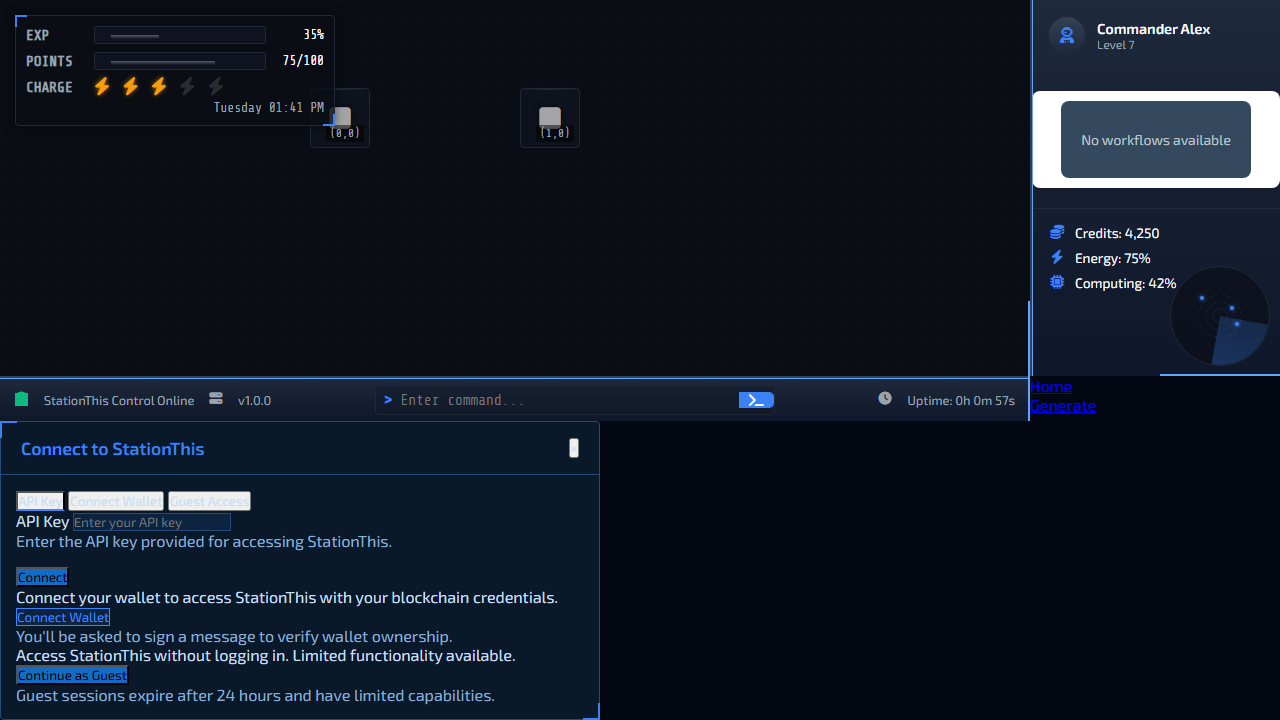 EXP 35%
POINTS 75/100
CHARGE
Tuesday 01:41 PM
(0,0) (1,0)
Commander Alex
Level 7
No workflows available
Credits: 4,250
Energy: 75%
Computing: 42%
StationThis Control Online v1.0.0 > Enter command... Uptime: 0h 0m 57s
Home
Generate
Connect to StationThis
API Key Connect Wallet Guest Access
API Key Enter your API key
Enter the API key provided for accessing StationThis.
Connect
Connect your wallet to access StationThis with your blockchain credentials.
Connect Wallet
You'll be asked to sign a message to verify wallet ownership.
Access StationThis without logging in. Limited functionality available.
Continue as Guest
Guest sessions expire after 24 hours and have limited capabilities.